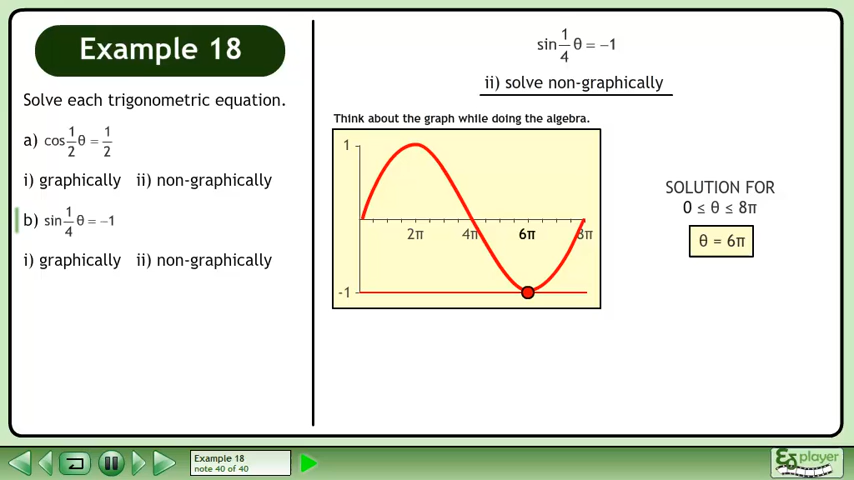 Example 18
Solve each trigonometric equation.
a) cos 1/2 θ = 1/2
i) graphically ii) non-graphically
b) sin 1/4 θ = –1
i) graphically ii) non-graphically
sin 1/4 θ = –1
ii) solve non-graphically
Think about the graph while doing the algebra.
1
2π 4π 6π 8π
-1
SOLUTION FOR
0 ≤ θ ≤ 8π
θ = 6π
Example 18
note 40 of 40
player